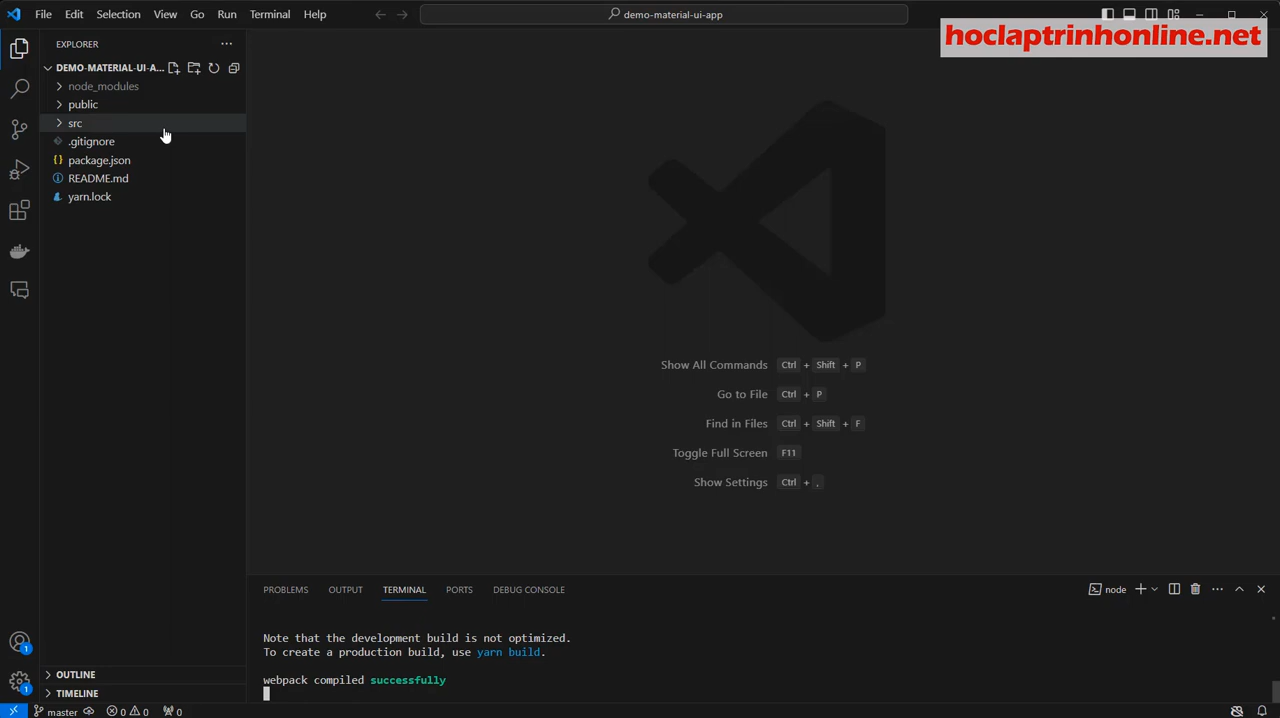 File Edit Selection View Go Run Terminal Help
demo-material-ui-app
hoclaptrinhonline.net
EXPLORER
DEMO-MATERIAL-UI-A...
node_modules
public
src
.gitignore
package.json
README.md
yarn.lock
Show All Commands Ctrl + Shift + P
Go to File Ctrl + P
Find in Files Ctrl + Shift + F
Toggle Full Screen F11
Show Settings Ctrl + ,
PROBLEMS OUTPUT TERMINAL PORTS DEBUG CONSOLE
node
Note that the development build is not optimized.
To create a production build, use yarn build.
webpack compiled successfully
1
1
OUTLINE
TIMELINE
master 0 0 0